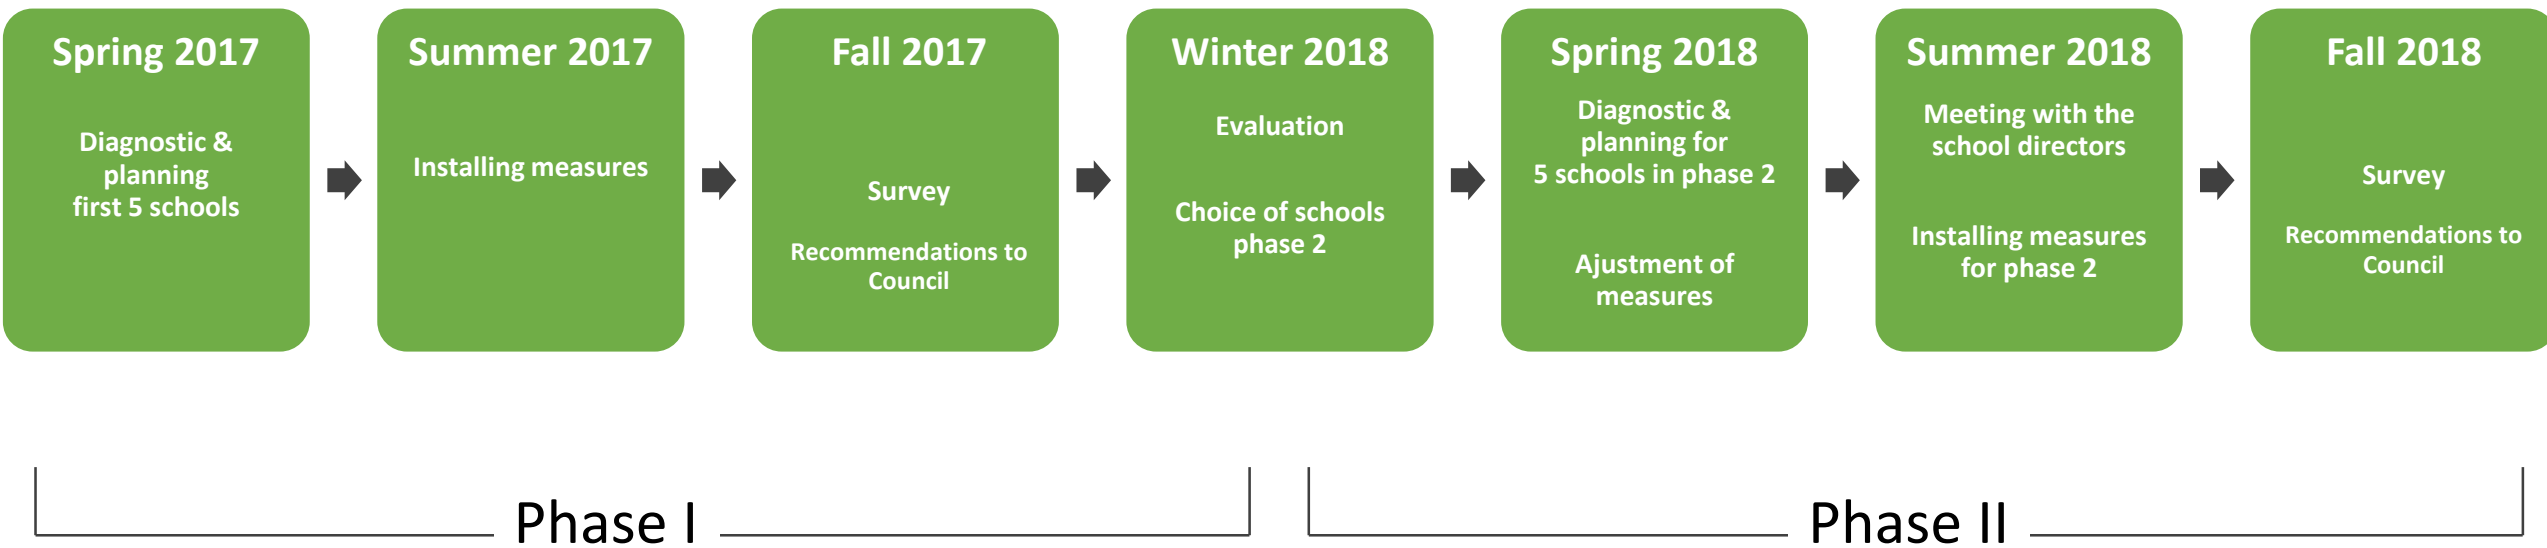 Spring 2017
Diagnostic &
planning
first 5 schools
Summer 2017
Installing measures
Fall 2017
Survey
Recommendations to
Council
Winter 2018
Evaluation
Choice of schools
phase 2
Spring 2018
Diagnostic &
planning for
5 schools in phase 2
Ajustment of
measures
Summer 2018
Meeting with the
school directors
Installing measures
for phase 2
Fall 2018
Survey
Recommendations to
Council
Phase I
Phase II